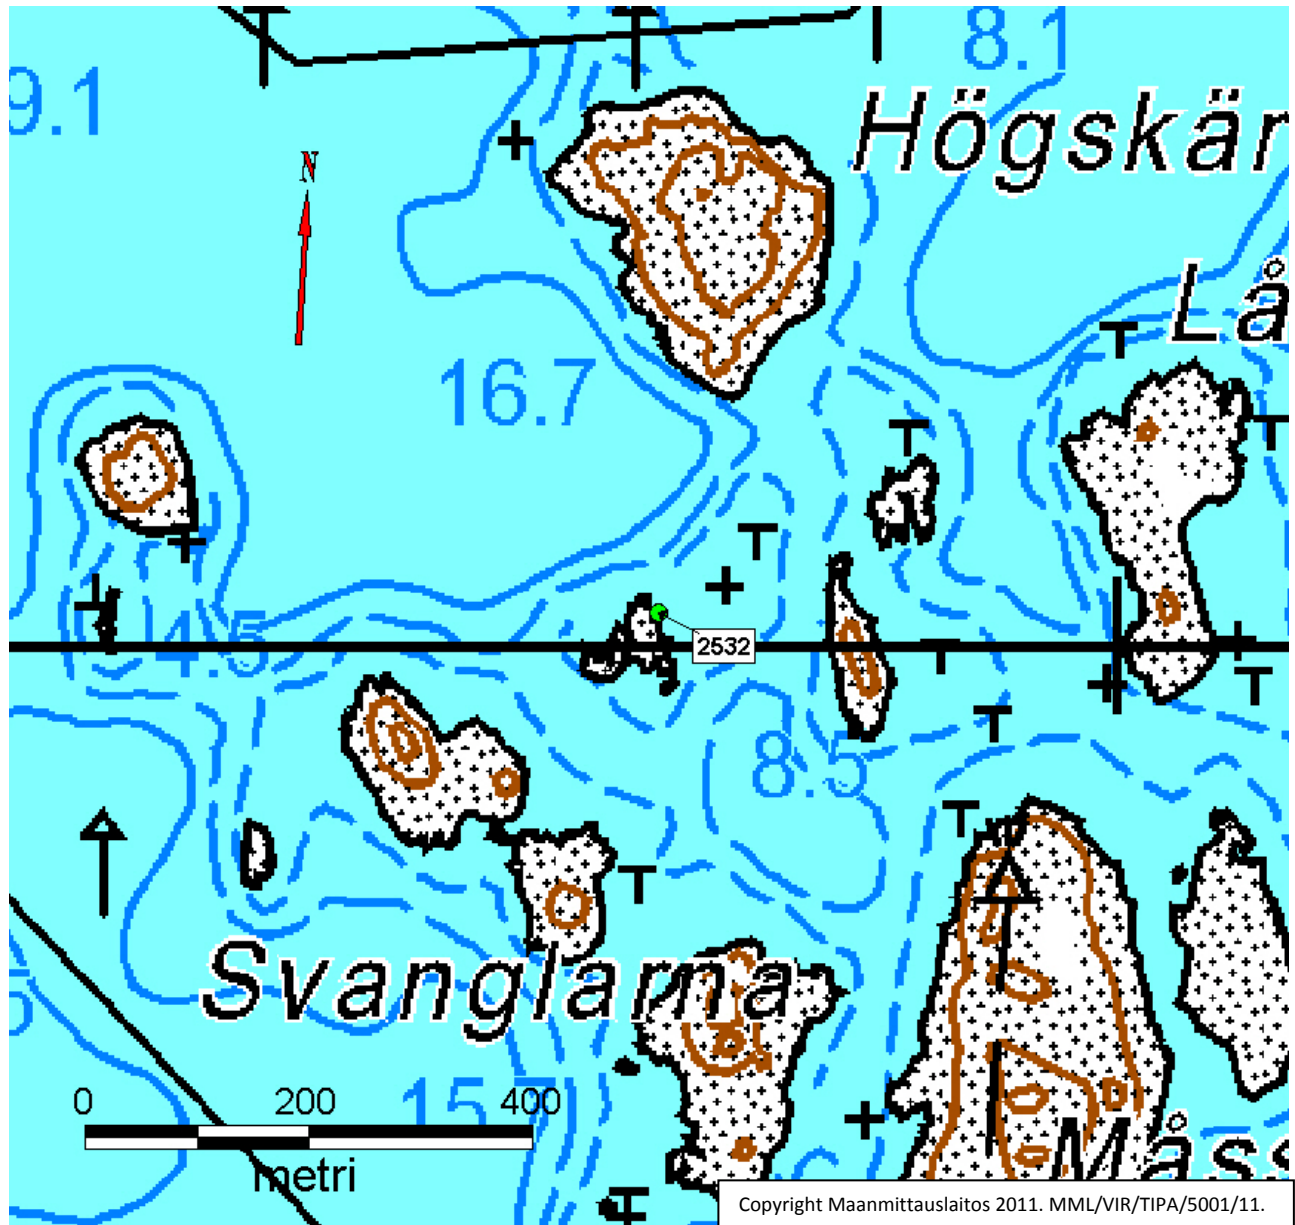 8.1
9.1
Högskär
N
Lå
16.7
4.5
2532
8.5
Svanglarna
5
15
0 200 400
metri
Måss
Copyright Maanmittauslaitos 2011. MML/VIR/TIPA/5001/11.